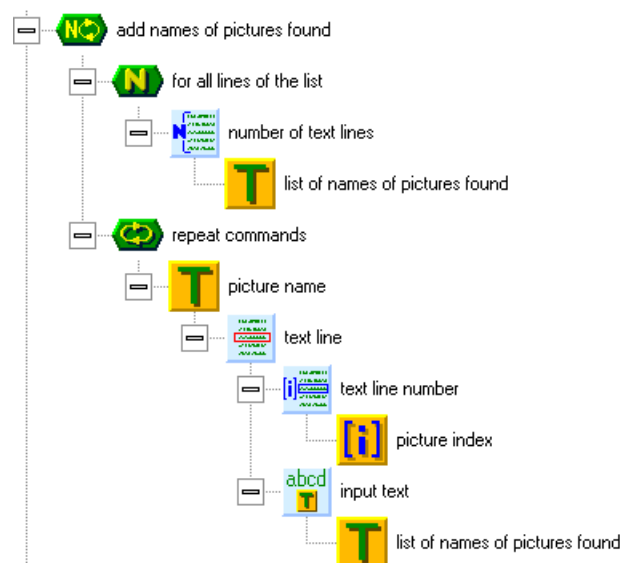 N add names of pictures found
N for all lines of the list
N number of text lines
T list of names of pictures found
repeat commands
T picture name
text line
[i] text line number
[i] picture index
abcd
T input text
T list of names of pictures found